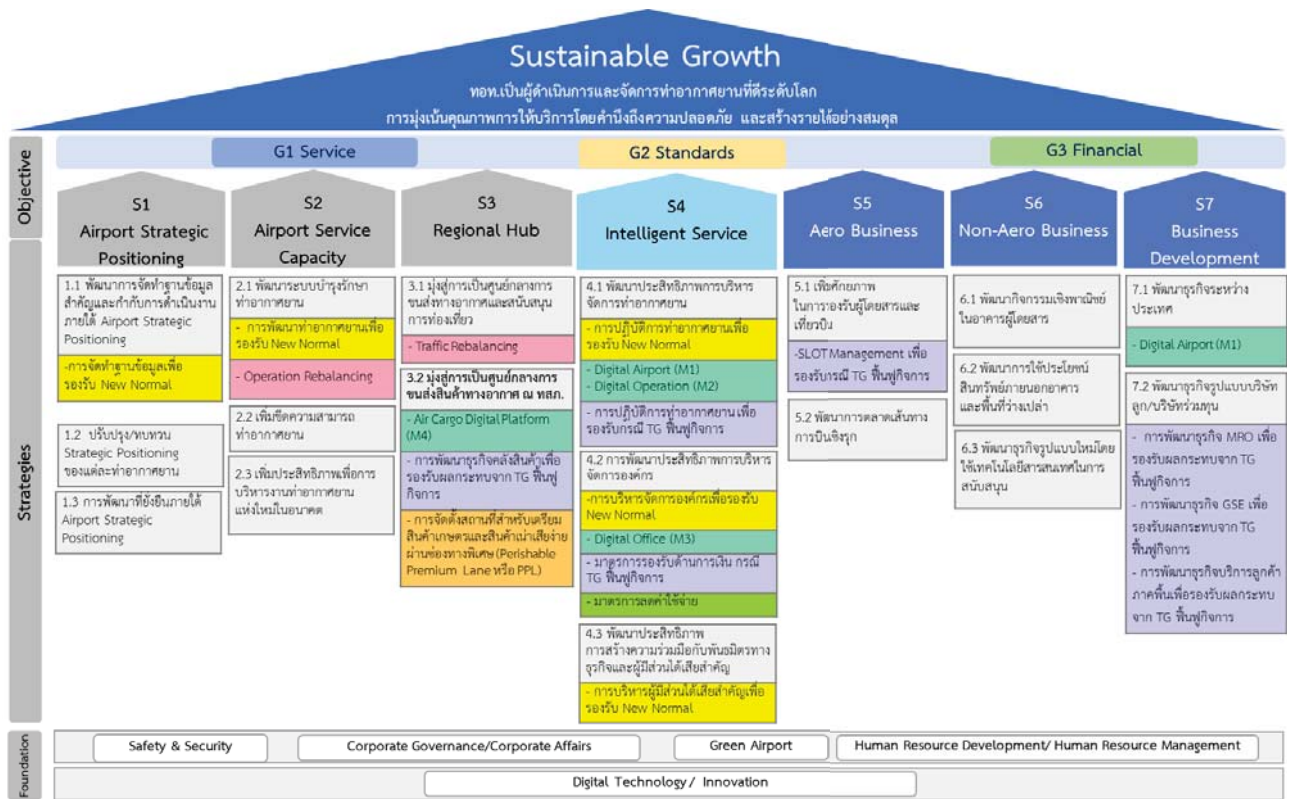 Sustainable Growth
ทอท.เป็นผู้ดำเนินการและจัดการท่าอากาศยานที่ดีระดับโลก
การมุ่งเน้นคุณภาพการให้บริการโดยคำนึงถึงความปลอดภัย และสร้างรายได้อย่างสมดุล
Objective
G1 Service
G2 Standards
G3 Financial
S1
Airport Strategic
Positioning
S2
Airport Service
Capacity
S3
Regional Hub
S4
Intelligent Service
S5
Aero Business
S6
Non-Aero Business
S7
Business
Development
Strategies
1.1 พัฒนาการจัดทำฐานข้อมูล
สำคัญและกำกับการดำเนินงาน
ภายใต้ Airport Strategic
Positioning
-การจัดทำฐานข้อมูลเพื่อ
รองรับ New Normal
1.2 ปรับปรุง/ทบทวน
Strategic Positioning
ของแต่ละท่าอากาศยาน
1.3 การพัฒนาที่ยั่งยืนภายใต้
Airport Strategic
Positioning
2.1 พัฒนาระบบบำรุงรักษา
ท่าอากาศยาน
- การพัฒนาท่าอากาศยานเพื่อ
รองรับ New Normal
- Operation Rebalancing
2.2 เพิ่มขีดความสามารถ
ท่าอากาศยาน
2.3 เพิ่มประสิทธิภาพเพื่อการ
บริหารงานท่าอากาศยาน
แห่งใหม่ในอนาคต
3.1 มุ่งสู่การเป็นศูนย์กลางการ
ขนส่งทางอากาศและสนับสนุน
การท่องเที่ยว
- Traffic Rebalancing
3.2 มุ่งสู่การเป็นศูนย์กลางการ
ขนส่งสินค้าทางอากาศ ณ ทสภ.
- Air Cargo Digital Platform
(M4)
- การพัฒนาธุรกิจคลังสินค้าเพื่อ
รองรับผลกระทบจาก TG ฟื้นฟู
กิจการ
- การจัดตั้งสถานที่สำหรับเตรียม
สินค้าเกษตรและสินค้าเน่าเสียง่าย
ผ่านช่องทางพิเศษ (Perishable
Premium Lane หรือ PPL)
4.1 พัฒนาประสิทธิภาพการบริหาร
จัดการท่าอากาศยาน
- การปฏิบัติการท่าอากาศยานเพื่อ
รองรับ New Normal
- Digital Airport (M1)
- Digital Operation (M2)
- การปฏิบัติการท่าอากาศยานเพื่อ
รองรับกรณี TG ฟื้นฟูกิจการ
4.2 การพัฒนาประสิทธิภาพการบริหาร
จัดการองค์กร
-การบริหารจัดการองค์กรเพื่อรองรับ
New Normal
- Digital Office (M3)
- มาตรการรองรับด้านการเงิน กรณี
TG ฟื้นฟูกิจการ
- มาตรการลดค่าใช้จ่าย
4.3 พัฒนาประสิทธิภาพ
การสร้างความร่วมมือกับพันธมิตรทาง
ธุรกิจและผู้มีส่วนได้เสียสำคัญ
- การบริหารผู้มีส่วนได้เสียสำคัญเพื่อ
รองรับ New Normal
5.1 เพิ่มศักยภาพ
ในการรองรับผู้โดยสารและ
เที่ยวบิน
-SLOT Management เพื่อ
รองรับกรณี TG ฟื้นฟูกิจการ
5.2 พัฒนาการตลาดเส้นทาง
การบินเชิงรุก
6.1 พัฒนากิจกรรมเชิงพาณิชย์
ในอาคารผู้โดยสาร
6.2 พัฒนาการใช้ประโยชน์
สินทรัพย์ภายนอกอาคาร
และพื้นที่ว่างเปล่า
6.3 พัฒนาธุรกิจรูปแบบใหม่โดย
ใช้เทคโนโลยีสารสนเทศในการ
สนับสนุน
7.1 พัฒนาธุรกิจระหว่าง
ประเทศ
- Digital Airport (M1)
7.2 พัฒนาธุรกิจรูปแบบบริษัท
ลูก/บริษัทร่วมทุน
- การพัฒนาธุรกิจ MRO เพื่อ
รองรับผลกระทบจาก TG
ฟื้นฟูกิจการ
- การพัฒนาธุรกิจ GSE เพื่อ
รองรับผลกระทบจาก TG
ฟื้นฟูกิจการ
- การพัฒนาธุรกิจบริการลูกค้า
ภาคพื้นเพื่อรองรับผลกระทบ
จาก TG ฟื้นฟูกิจการ
Foundation
Safety & Security
Corporate Governance/Corporate Affairs
Green Airport
Human Resource Development/ Human Resource Management
Digital Technology/ Innovation